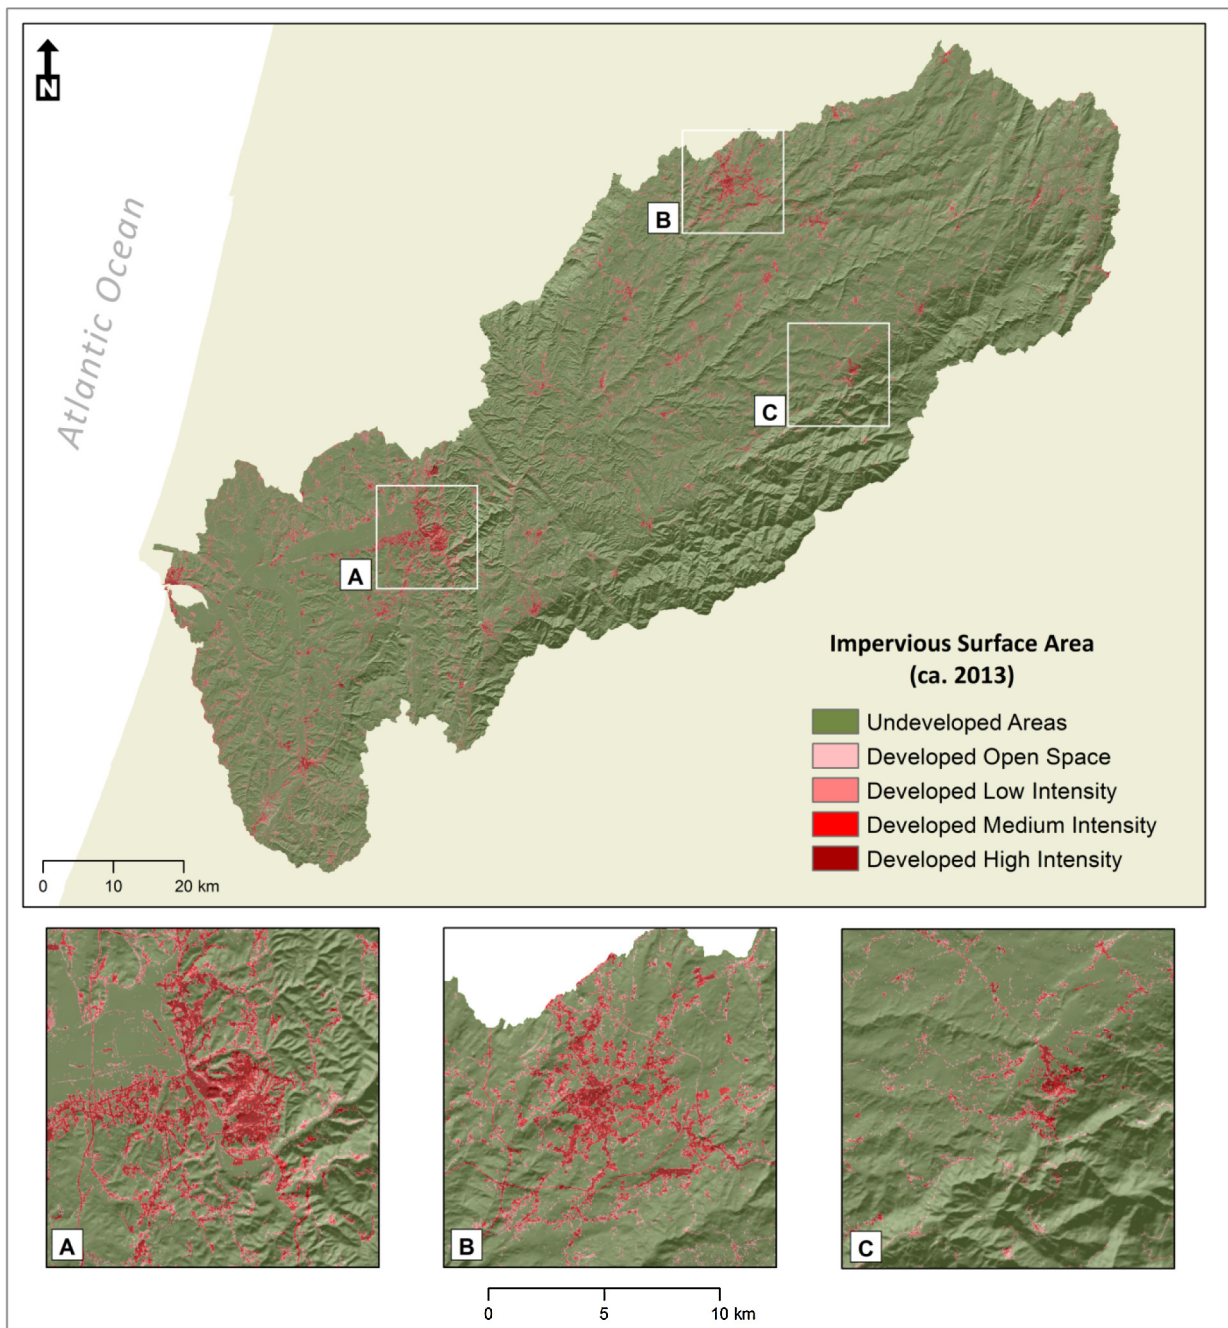 N
Atlantic Ocean
B
C
A
Impervious Surface Area
(ca. 2013)
Undeveloped Areas
Developed Open Space
Developed Low Intensity
Developed Medium Intensity
Developed High Intensity
0 10 20 km
A
B
C
0 5 10 km